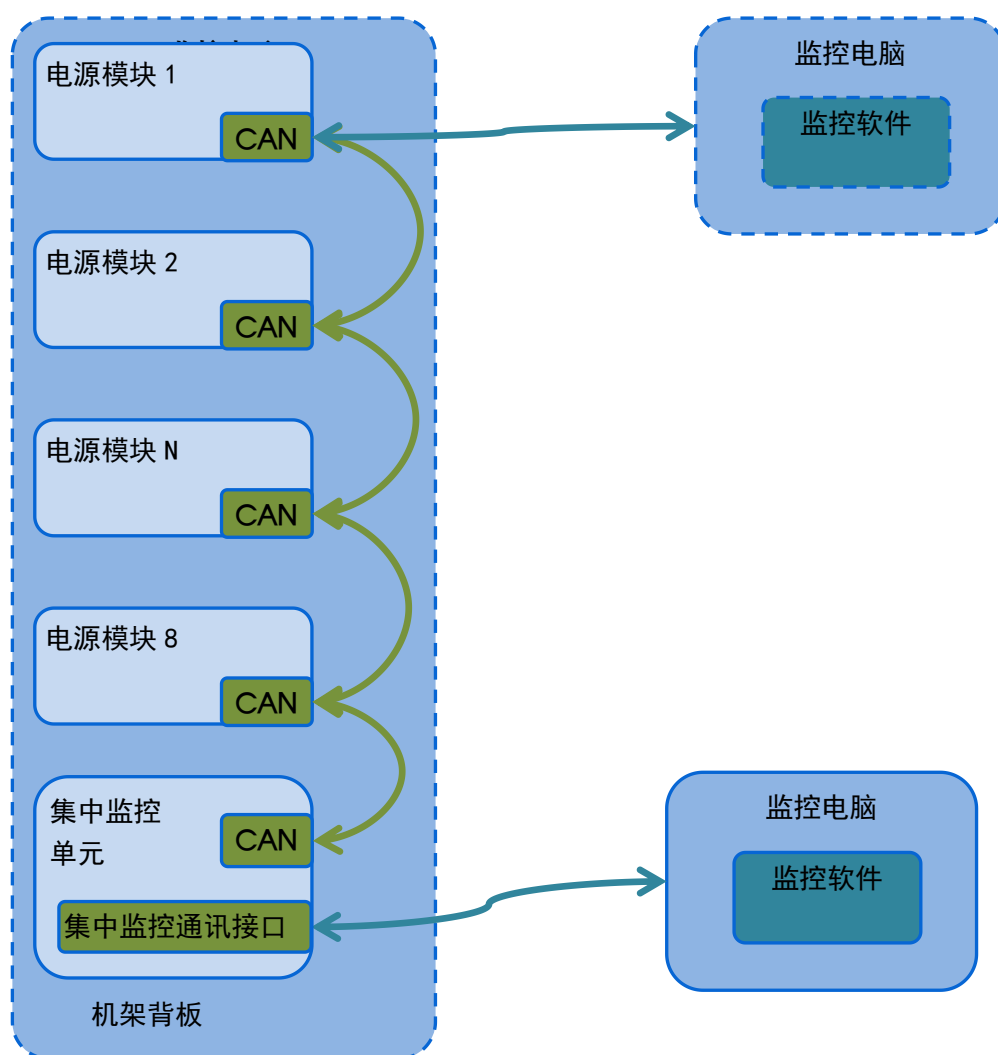 电源模块 1
CAN
监控电脑
监控软件
电源模块 2
CAN
电源模块 N
CAN
电源模块 8
CAN
集中监控
单元
CAN
集中监控通讯接口
监控电脑
监控软件
机架背板